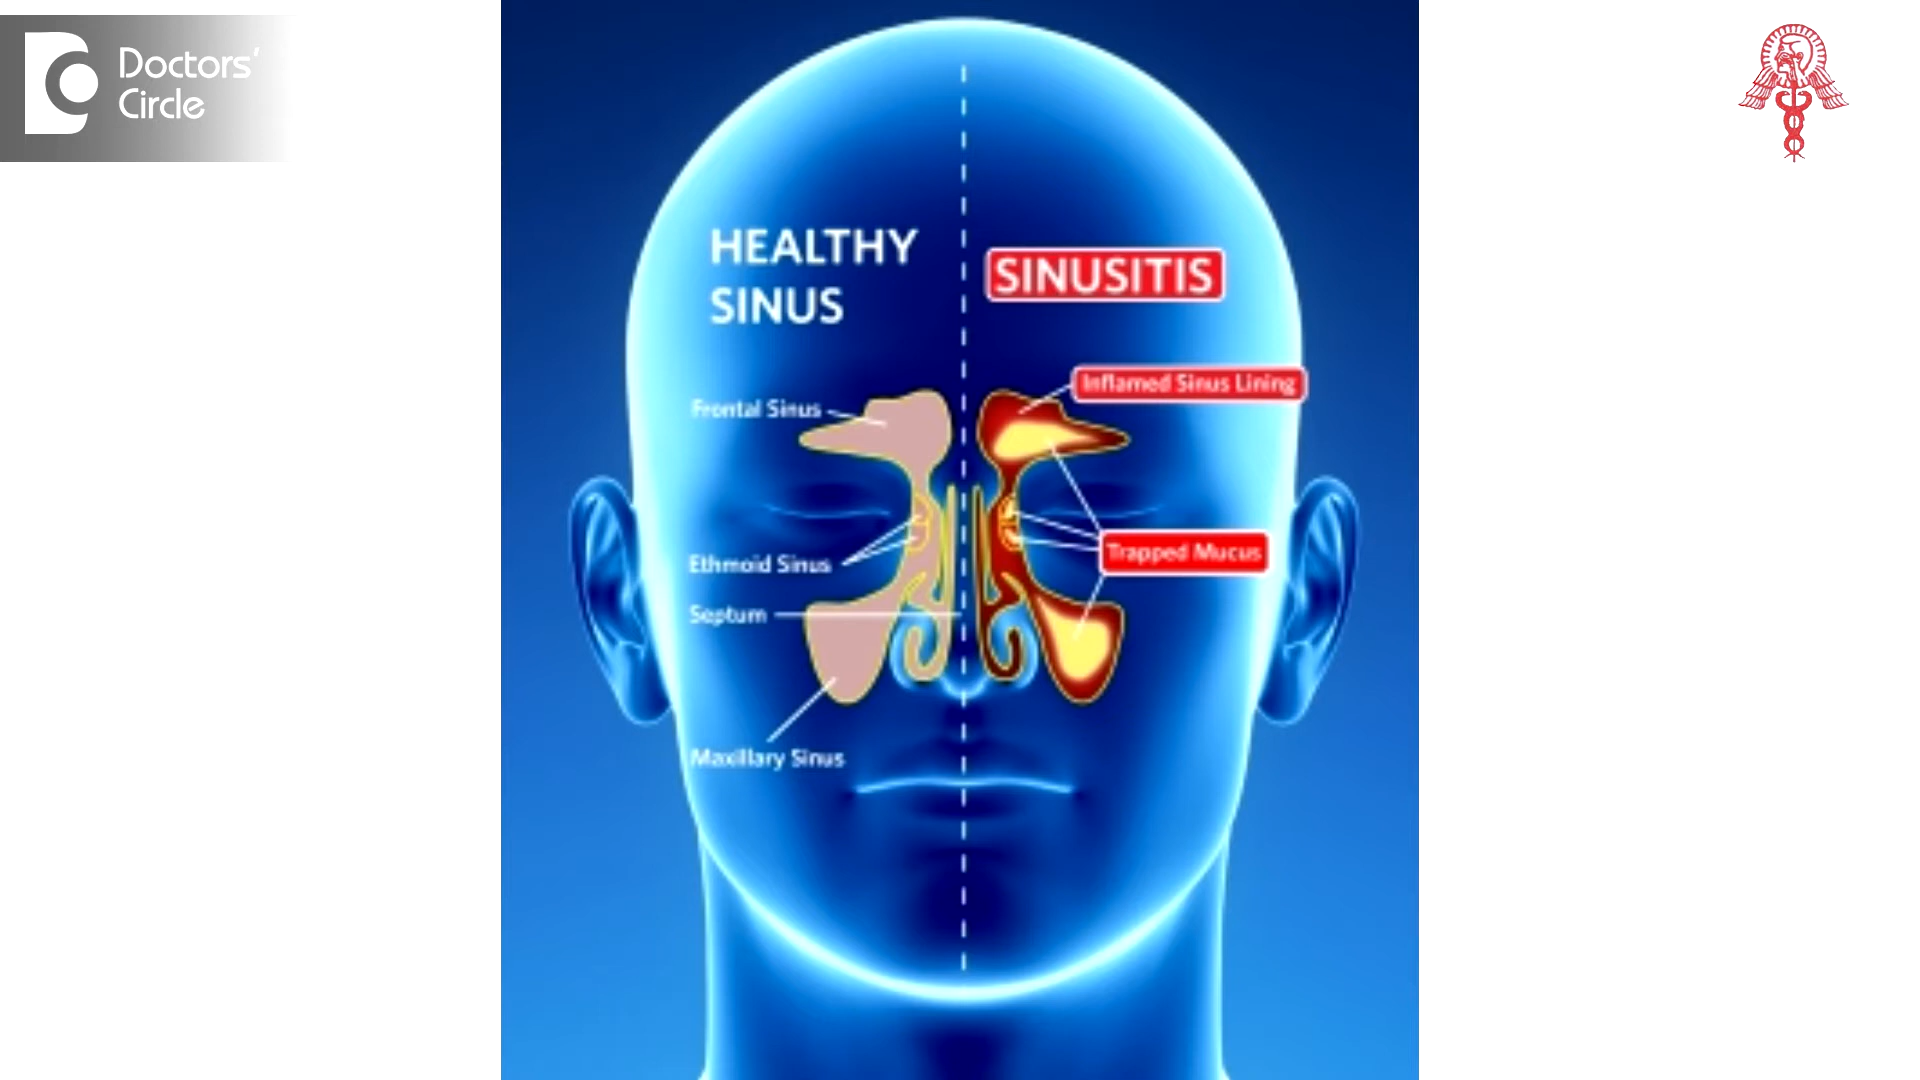 Doctors'
Circle
HEALTHY
SINUS
SINUSITIS
Inflamed Sinus Lining
Frontal Sinus
Trapped Mucus
Ethmoid Sinus
Septum
Maxillary Sinus